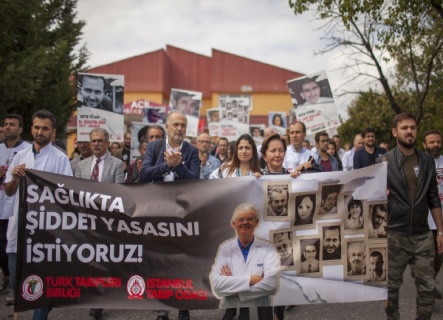 SAĞLIKTA
ŞİDDET YASASINI
İSTİYORUZ!
TÜRK TABİPLERİ
BİRLİĞİ
İSTANBUL
TABİP ODASI